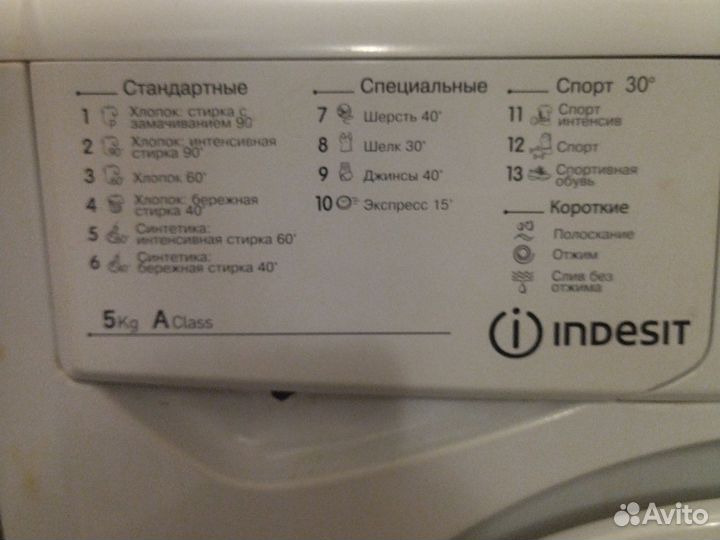 Стандартные
1 Хлопок: стирка с
замачиванием 90°
2 Хлопок: интенсивная
стирка 90°
3 Хлопок 60°
4 Хлопок: бережная
стирка 40°
5 Синтетика:
интенсивная стирка 60°
6 Синтетика:
бережная стирка 40°
5Kg A Class
Специальные
7 Шерсть 40°
8 Шелк 30°
9 Джинсы 40°
10 Экспресс 15'
Спорт 30°
11 Спорт
интенсив
12 Спорт
13 Спортивная
обувь
Короткие
Полоскание
Отжим
Слив без
отжима
INDESIT
Avito